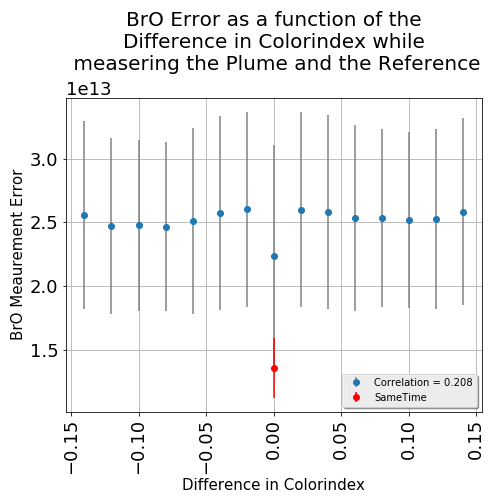 BrO Error as a function of the
Difference in Colorindex while
measering the Plume and the Reference
1e13
3.0
2.5
2.0
1.5
BrO Meaurement Error
Correlation = 0.208
SameTime
−0.15
−0.10
−0.05
0.00
0.05
0.10
0.15
Difference in Colorindex